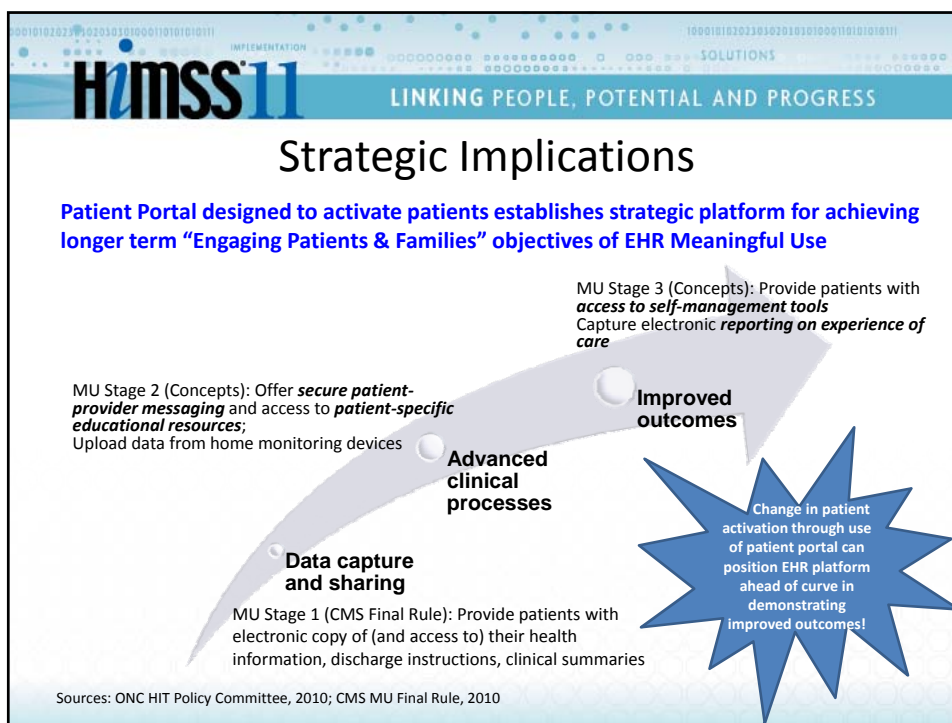 IMPLEMENTATION
SOLUTIONS
HiMSS 11
LINKING PEOPLE, POTENTIAL AND PROGRESS
Strategic Implications
Patient Portal designed to activate patients establishes strategic platform for achieving
longer term “Engaging Patients & Families” objectives of EHR Meaningful Use
MU Stage 3 (Concepts): Provide patients with
access to self-management tools
Capture electronic reporting on experience of
care
MU Stage 2 (Concepts): Offer secure patient-
provider messaging and access to patient-specific
educational resources;
Upload data from home monitoring devices
Improved
outcomes
Advanced
clinical
processes
Change in patient
activation through use
of patient portal can
position EHR platform
ahead of curve in
demonstrating
improved outcomes!
Data capture
and sharing
MU Stage 1 (CMS Final Rule): Provide patients with
electronic copy of (and access to) their health
information, discharge instructions, clinical summaries
Sources: ONC HIT Policy Committee, 2010; CMS MU Final Rule, 2010